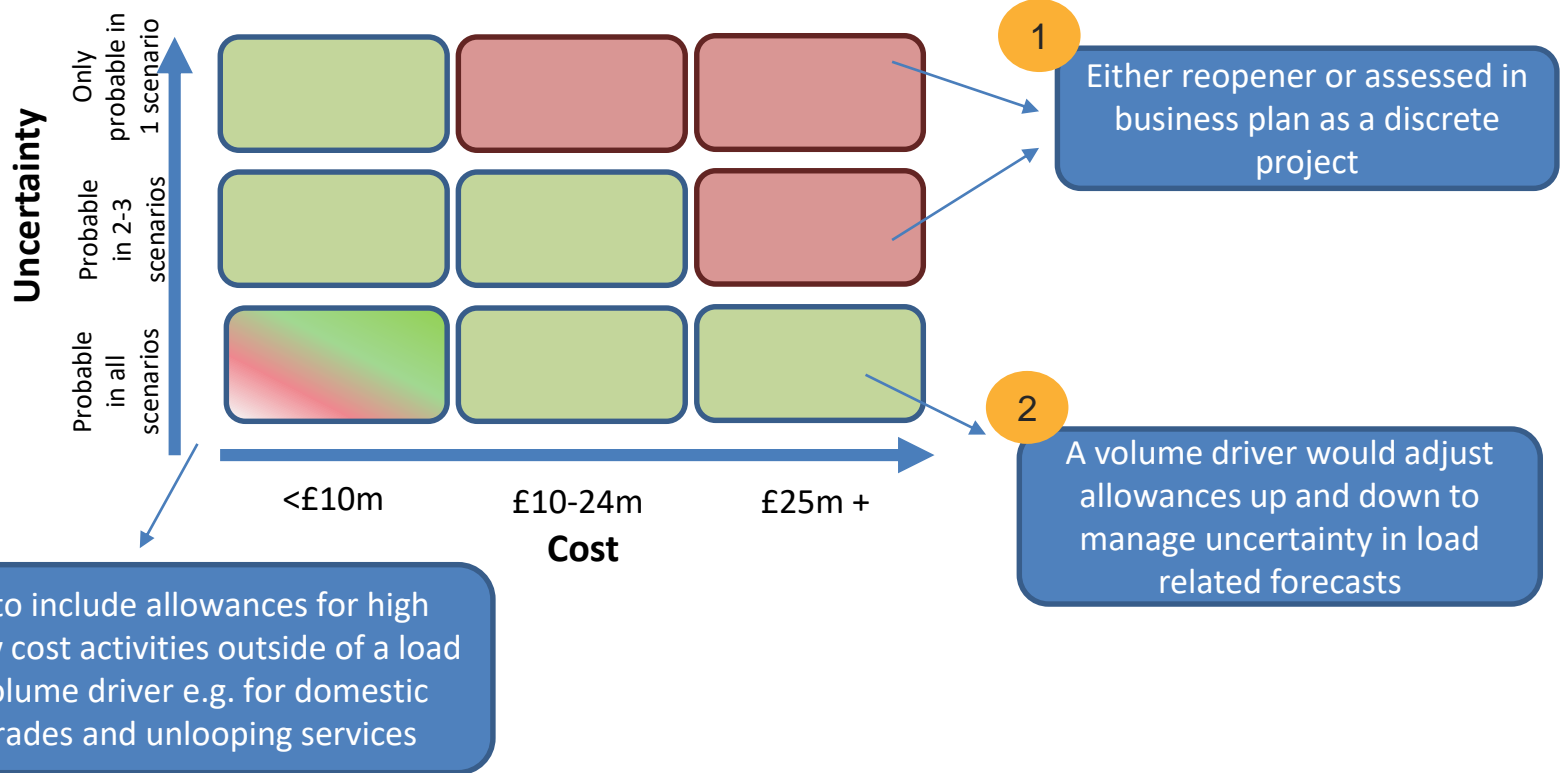 Uncertainty
Only
probable in
1 scenario
Probable
in 2-3
scenarios
Probable
in all
scenarios
<£10m
£10-24m
£25m +
Cost
1
Either reopener or assessed in
business plan as a discrete
project
2
A volume driver would adjust
allowances up and down to
manage uncertainty in load
related forecasts
to include allowances for high
cost activities outside of a load
driver e.g. for domestic
and unlooping services